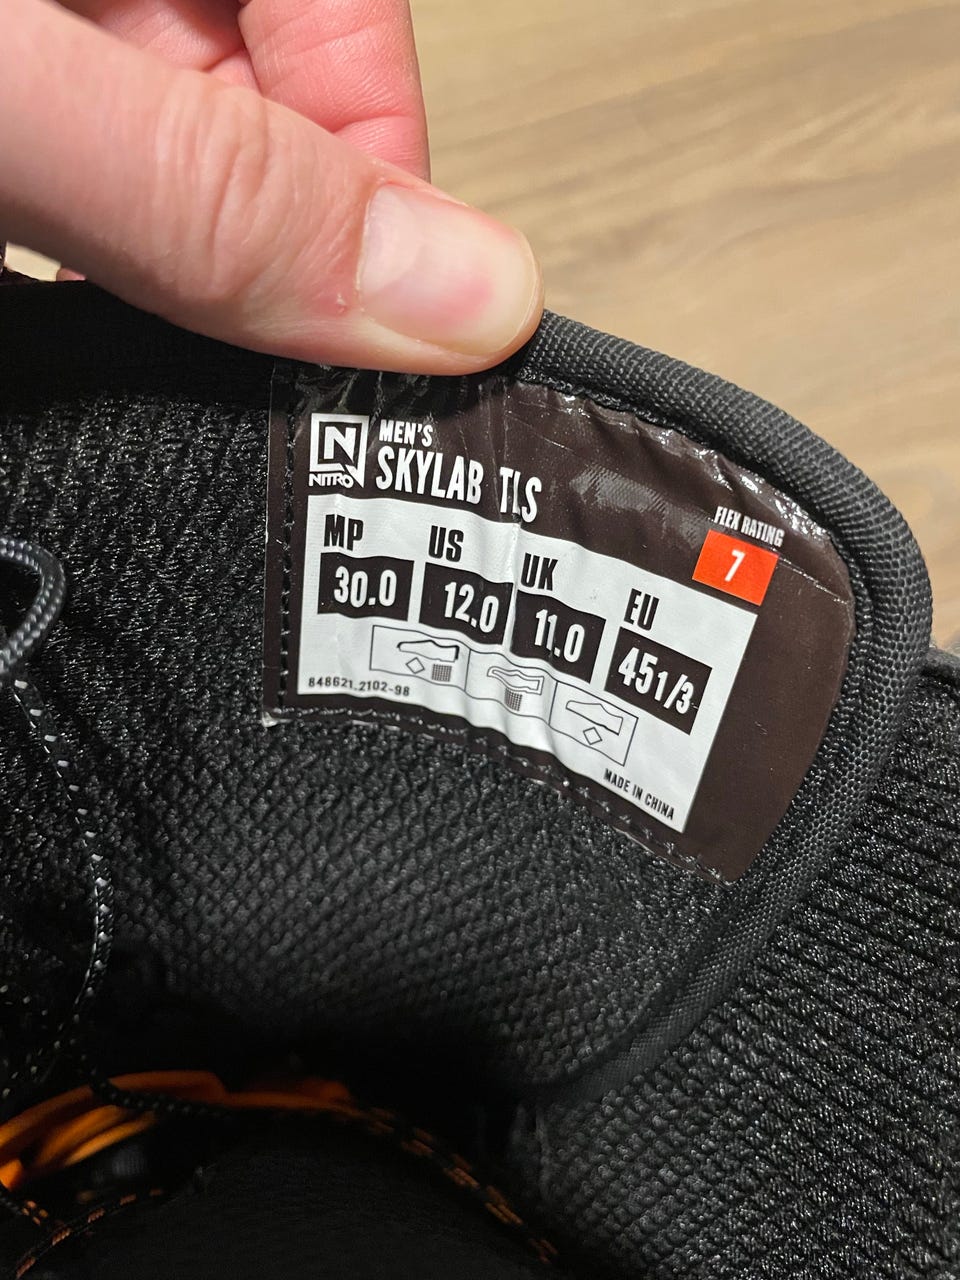 N
NITRO
MEN'S
SKYLAB TLS
FLEX RATING
7
MP US UK EU
30.0 12.0 11.0 45 1/3
848621.2102-98
MADE IN CHINA